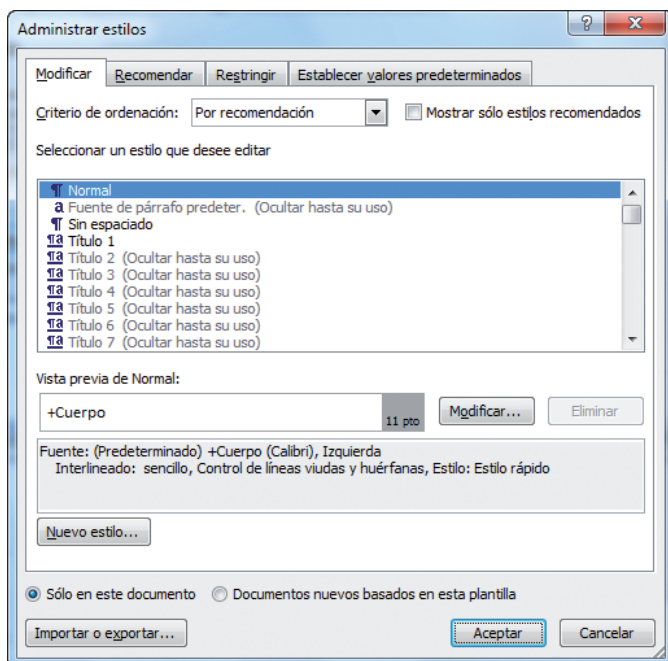 Administrar estilos
Modificar Recomendar Restringir Establecer valores predeterminados
Criterio de ordenación: Por recomendación Mostrar sólo estilos recomendados
Seleccionar un estilo que desee editar
¶ Normal
a Fuente de párrafo predeter. (Ocultar hasta su uso)
¶ Sin espaciado
¶a Título 1
¶a Título 2 (Ocultar hasta su uso)
¶a Título 3 (Ocultar hasta su uso)
¶a Título 4 (Ocultar hasta su uso)
¶a Título 5 (Ocultar hasta su uso)
¶a Título 6 (Ocultar hasta su uso)
¶a Título 7 (Ocultar hasta su uso)
Vista previa de Normal:
+Cuerpo 11 pto Modificar... Eliminar
Fuente: (Predeterminado) +Cuerpo (Calibri), Izquierda
Interlineado: sencillo, Control de líneas viudas y huérfanas, Estilo: Estilo rápido
Nuevo estilo...
Sólo en este documento Documentos nuevos basados en esta plantilla
Importar o exportar... Aceptar Cancelar